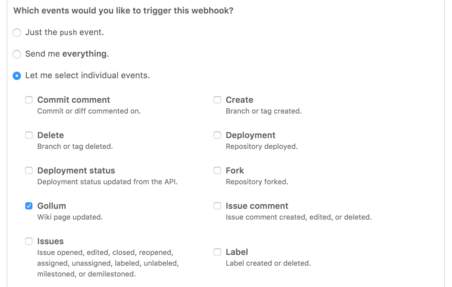 Which events would you like to trigger this webhook?
Just the push event.
Send me everything.
Let me select individual events.
Commit comment
Commit or diff commented on.
Create
Branch or tag created.
Delete
Branch or tag deleted.
Deployment
Repository deployed.
Deployment status
Deployment status updated from the API.
Fork
Repository forked.
Gollum
Wiki page updated.
Issue comment
Issue comment created, edited, or deleted.
Issues
Issue opened, edited, closed, reopened,
assigned, unassigned, labeled, unlabeled,
milestoned, or demilestoned.
Label
Label created or deleted.